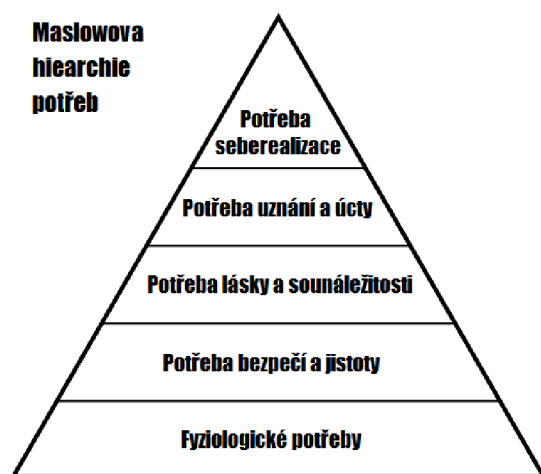 Maslowova
hiearchie
potřeb
Potřeba
seberealizace
Potřeba uznání a úcty
Potřeba lásky a sounáležitosti
Potřeba bezpečí a jistoty
Fyziologické potřeby